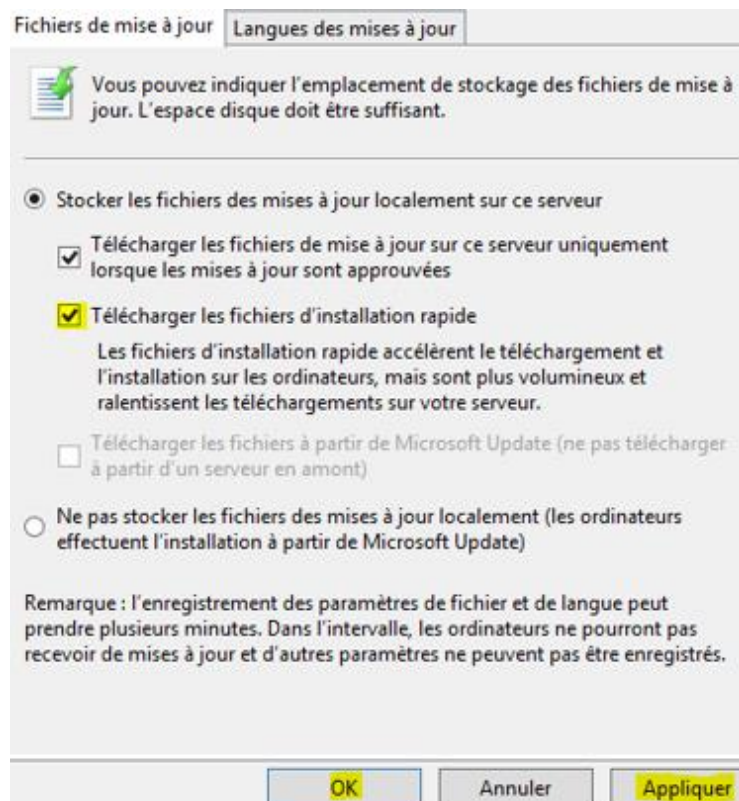 Fichiers de mise à jour
Langues des mises à jour
Vous pouvez indiquer l'emplacement de stockage des fichiers de mise à
jour. L'espace disque doit être suffisant.
Stocker les fichiers des mises à jour localement sur ce serveur
Télécharger les fichiers de mise à jour sur ce serveur uniquement
lorsque les mises à jour sont approuvées
Télécharger les fichiers d'installation rapide
Les fichiers d'installation rapide accélèrent le téléchargement et
l'installation sur les ordinateurs, mais sont plus volumineux et
ralentissent les téléchargements sur votre serveur.
Télécharger les fichiers à partir de Microsoft Update (ne pas télécharger
à partir d'un serveur en amont)
Ne pas stocker les fichiers des mises à jour localement (les ordinateurs
effectuent l'installation à partir de Microsoft Update)
Remarque : l'enregistrement des paramètres de fichier et de langue peut
prendre plusieurs minutes. Dans l'intervalle, les ordinateurs ne pourront pas
recevoir de mises à jour et d'autres paramètres ne peuvent pas être enregistrés.
OK
Annuler
Appliquer